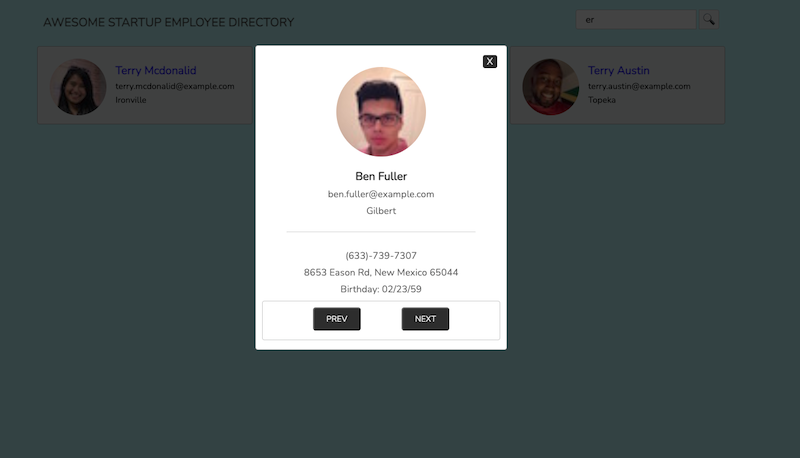 AWESOME STARTUP EMPLOYEE DIRECTORY
er
Terry Mcdonalid
terry.mcdonalid@example.com
Ironville
X
Ben Fuller
ben.fuller@example.com
Gilbert
(633)-739-7307
8653 Eason Rd, New Mexico 65044
Birthday: 02/23/59
PREV
NEXT
Terry Austin
terry.austin@example.com
Topeka